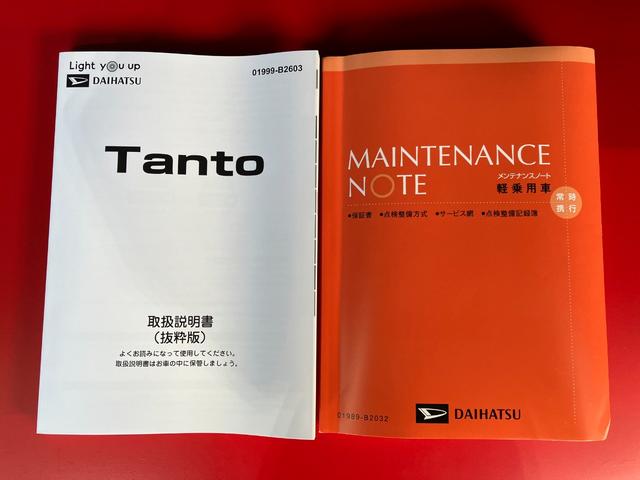 Light you up
DAIHATSU
01999-B2603
Tanto
取扱説明書
（抜粋版）
よくお読みになって使用してください。
取扱説明書はお車の中に保管しましょう。
MAINTENANCE
NOTE
メンテナンスノート
軽乗用車
常時
携行
●保証書 ●点検整備方式 ●サービス網 ●点検整備記録簿
01989-B2032
DAIHATSU